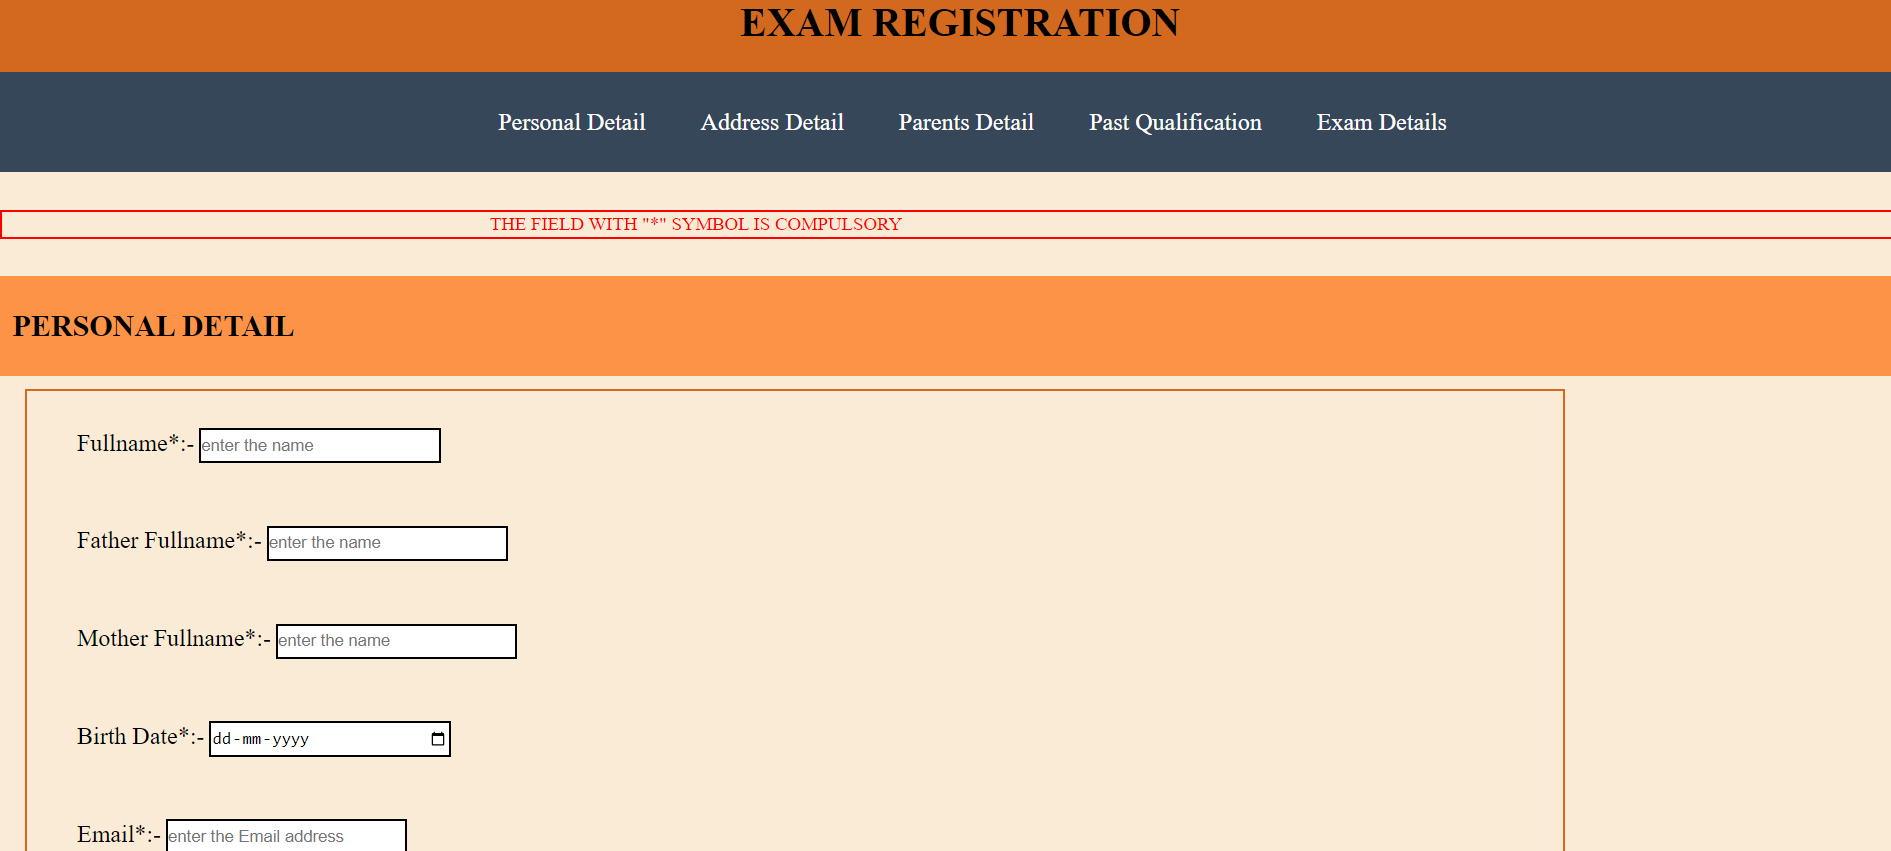 EXAM REGISTRATION
Personal Detail Address Detail Parents Detail Past Qualification Exam Details
THE FIELD WITH "*" SYMBOL IS COMPULSORY
PERSONAL DETAIL
Fullname*:- enter the name
Father Fullname*:- enter the name
Mother Fullname*:- enter the name
Birth Date*:- dd-mm-yyyy
Email*:- enter the Email address